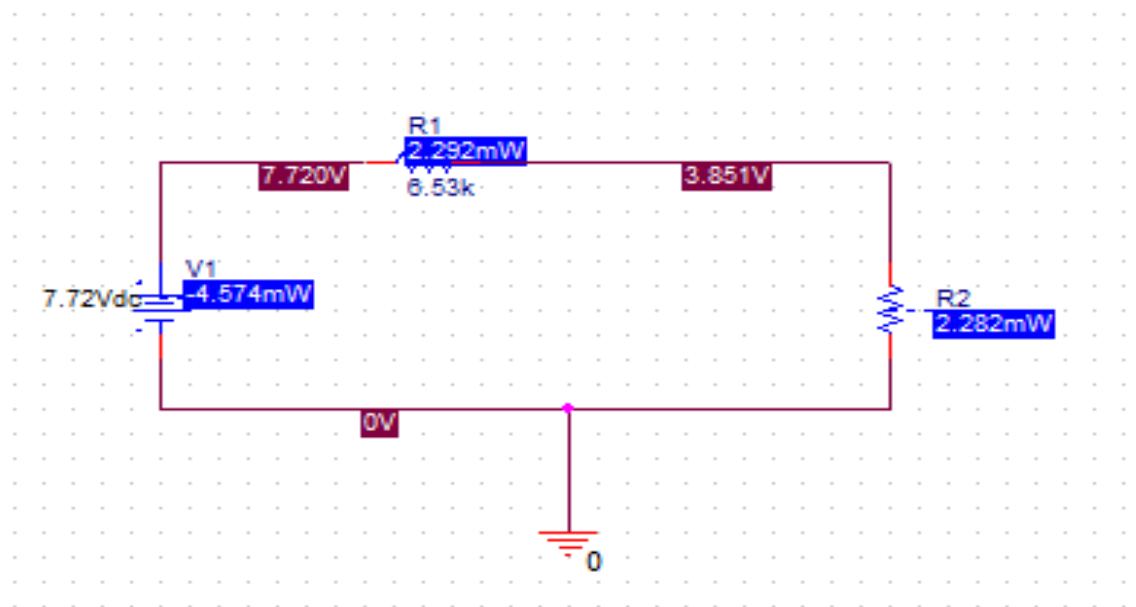 R1
2.292mW
7.720V
3.851V
6.53k
V1
-4.574mW
7.72Vdc
R2
2.282mW
0V
0